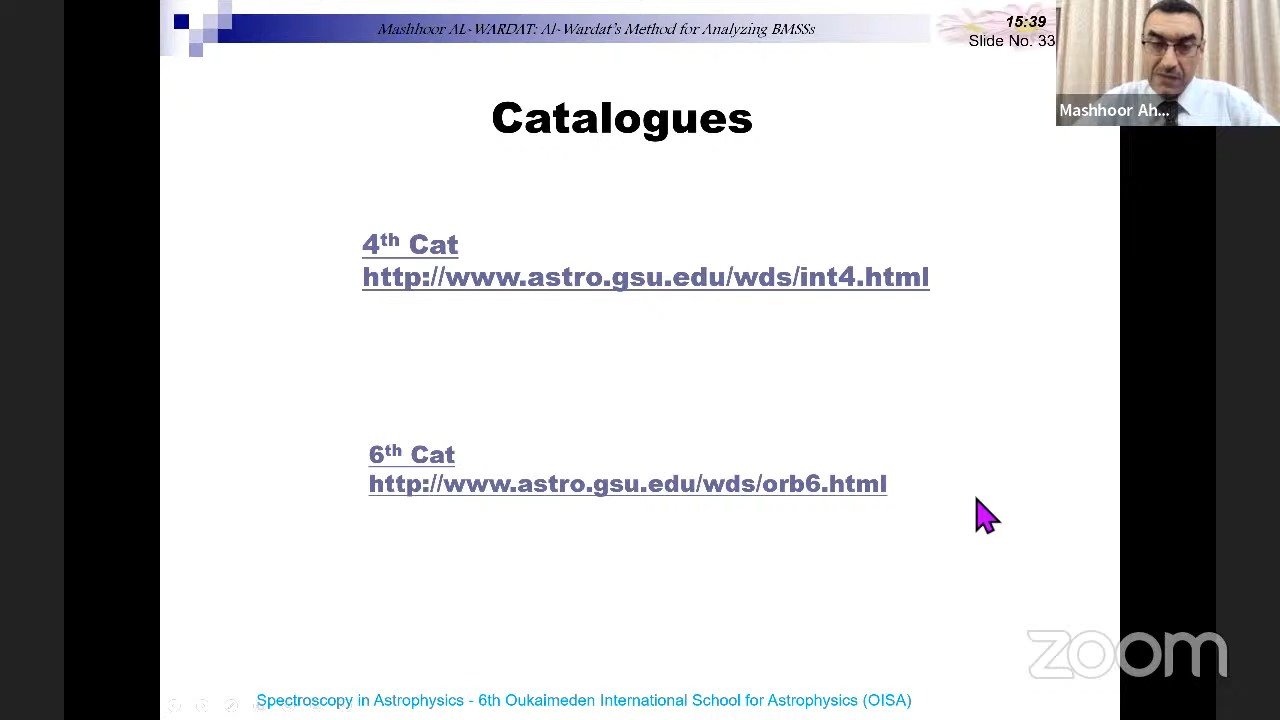 Mashhoor AL-WARDAT: Al-Wardat's Method for Analyzing BMSSs
15:39
Slide No. 33
Mashhoor Ah...
Catalogues
4th Cat
http://www.astro.gsu.edu/wds/int4.html
6th Cat
http://www.astro.gsu.edu/wds/orb6.html
zoom
Spectroscopy in Astrophysics - 6th Oukaimeden International School for Astrophysics (OISA)